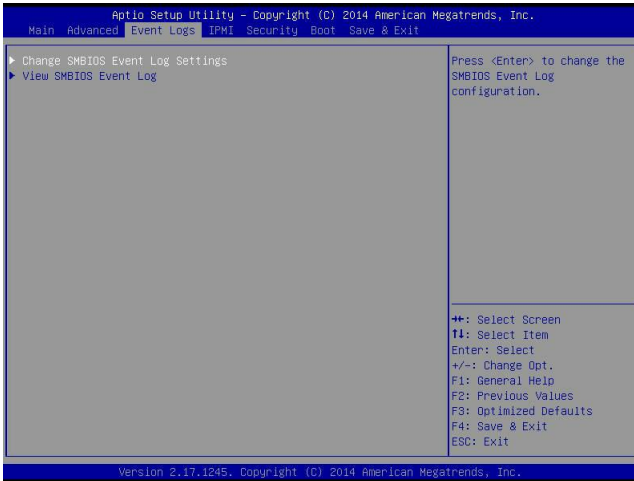 Aptio Setup Utility – Copyright (C) 2014 American Megatrends, Inc.
Main Advanced Event Logs IPMI Security Boot Save & Exit
▶ Change SMBIOS Event Log Settings
▶ View SMBIOS Event Log
Press <Enter> to change the
SMBIOS Event Log
configuration.
→←: Select Screen
↑↓: Select Item
Enter: Select
+/-: Change Opt.
F1: General Help
F2: Previous Values
F3: Optimized Defaults
F4: Save & Exit
ESC: Exit
Version 2.17.1245. Copyright (C) 2014 American Megatrends, Inc.